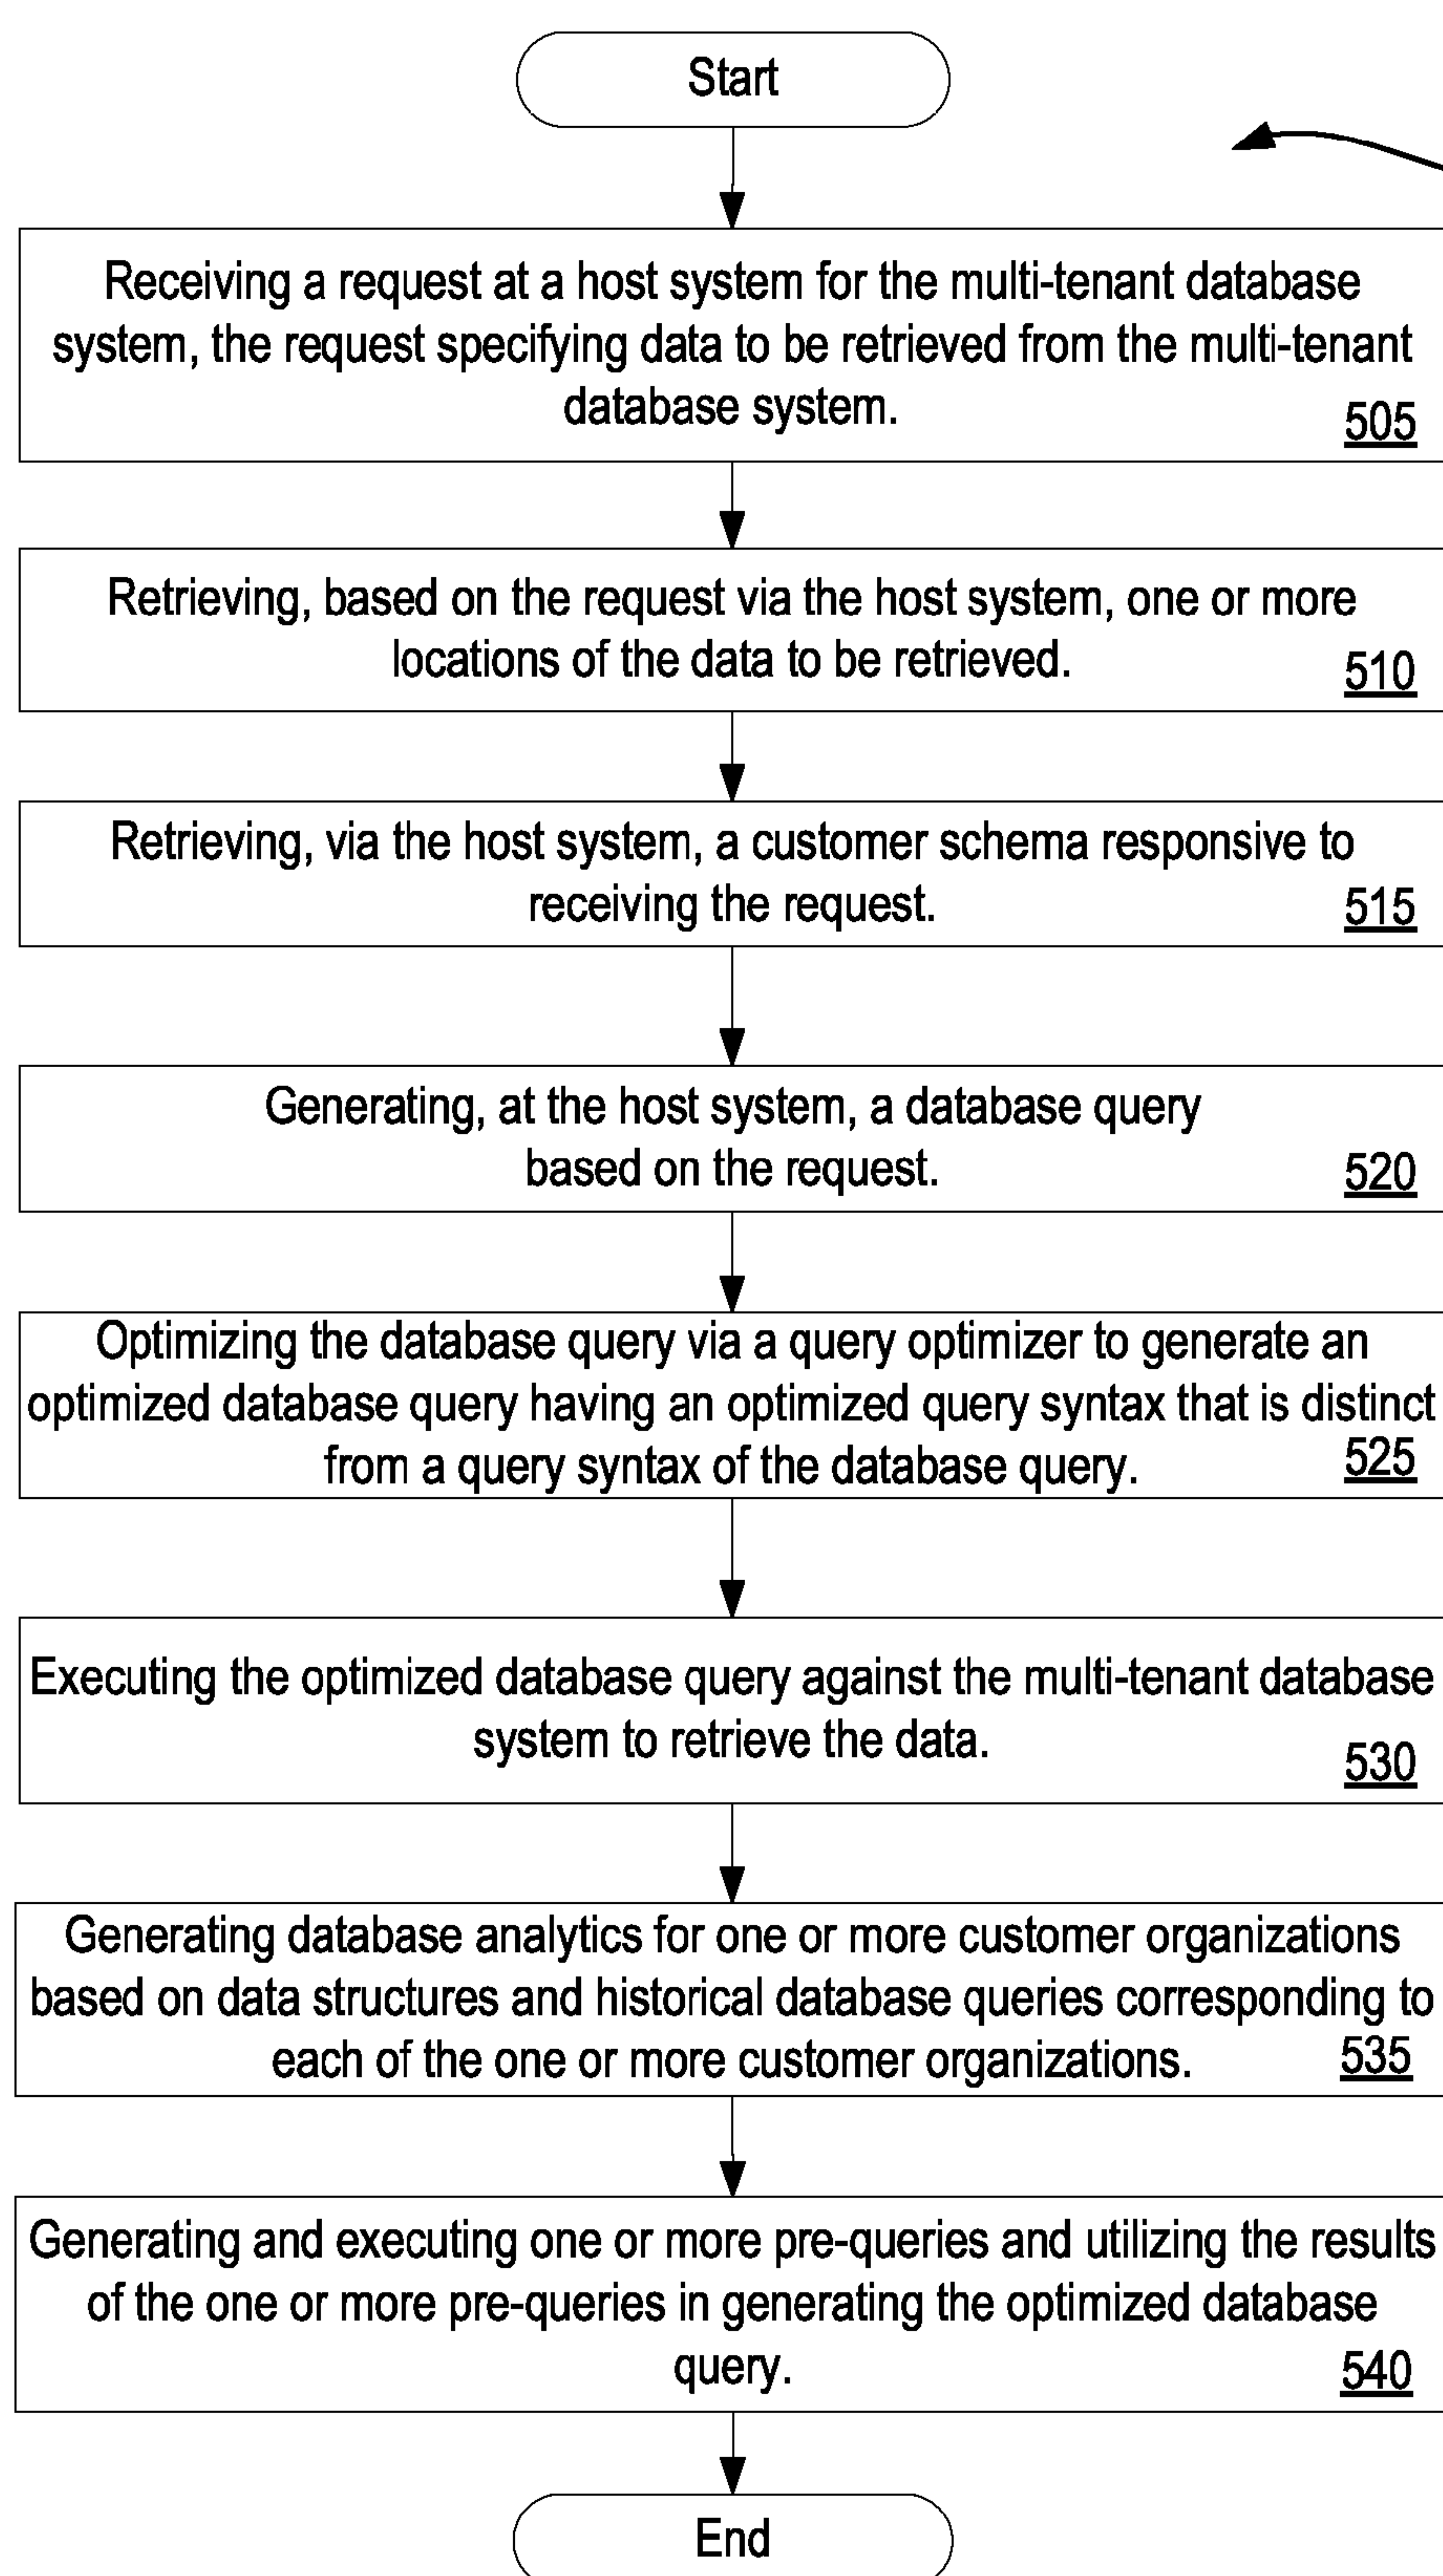 Start
Receiving a request at a host system for the multi-tenant database
system, the request specifying data to be retrieved from the multi-tenant
database system.
505
Retrieving, based on the request via the host system, one or more
locations of the data to be retrieved.
510
Retrieving, via the host system, a customer schema responsive to
receiving the request.
515
Generating, at the host system, a database query
based on the request.
520
Optimizing the database query via a query optimizer to generate an
optimized database query having an optimized query syntax that is distinct
from a query syntax of the database query.
525
Executing the optimized database query against the multi-tenant database
system to retrieve the data.
530
Generating database analytics for one or more customer organizations
based on data structures and historical database queries corresponding to
each of the one or more customer organizations.
535
Generating and executing one or more pre-queries and utilizing the results
of the one or more pre-queries in generating the optimized database
query.
540
End